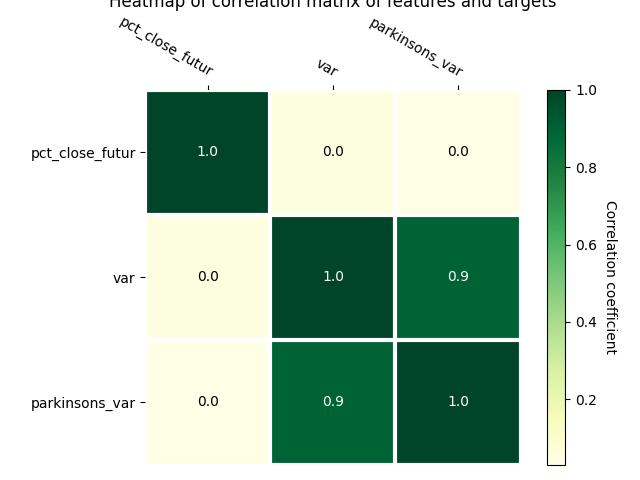 Heatmap of correlation matrix of features and targets
pct_close_futur
var
parkinsons_var
pct_close_futur
1.0
0.0
0.0
var
0.0
1.0
0.9
parkinsons_var
0.0
0.9
1.0
1.0
0.8
0.6
0.4
0.2
Correlation coefficient